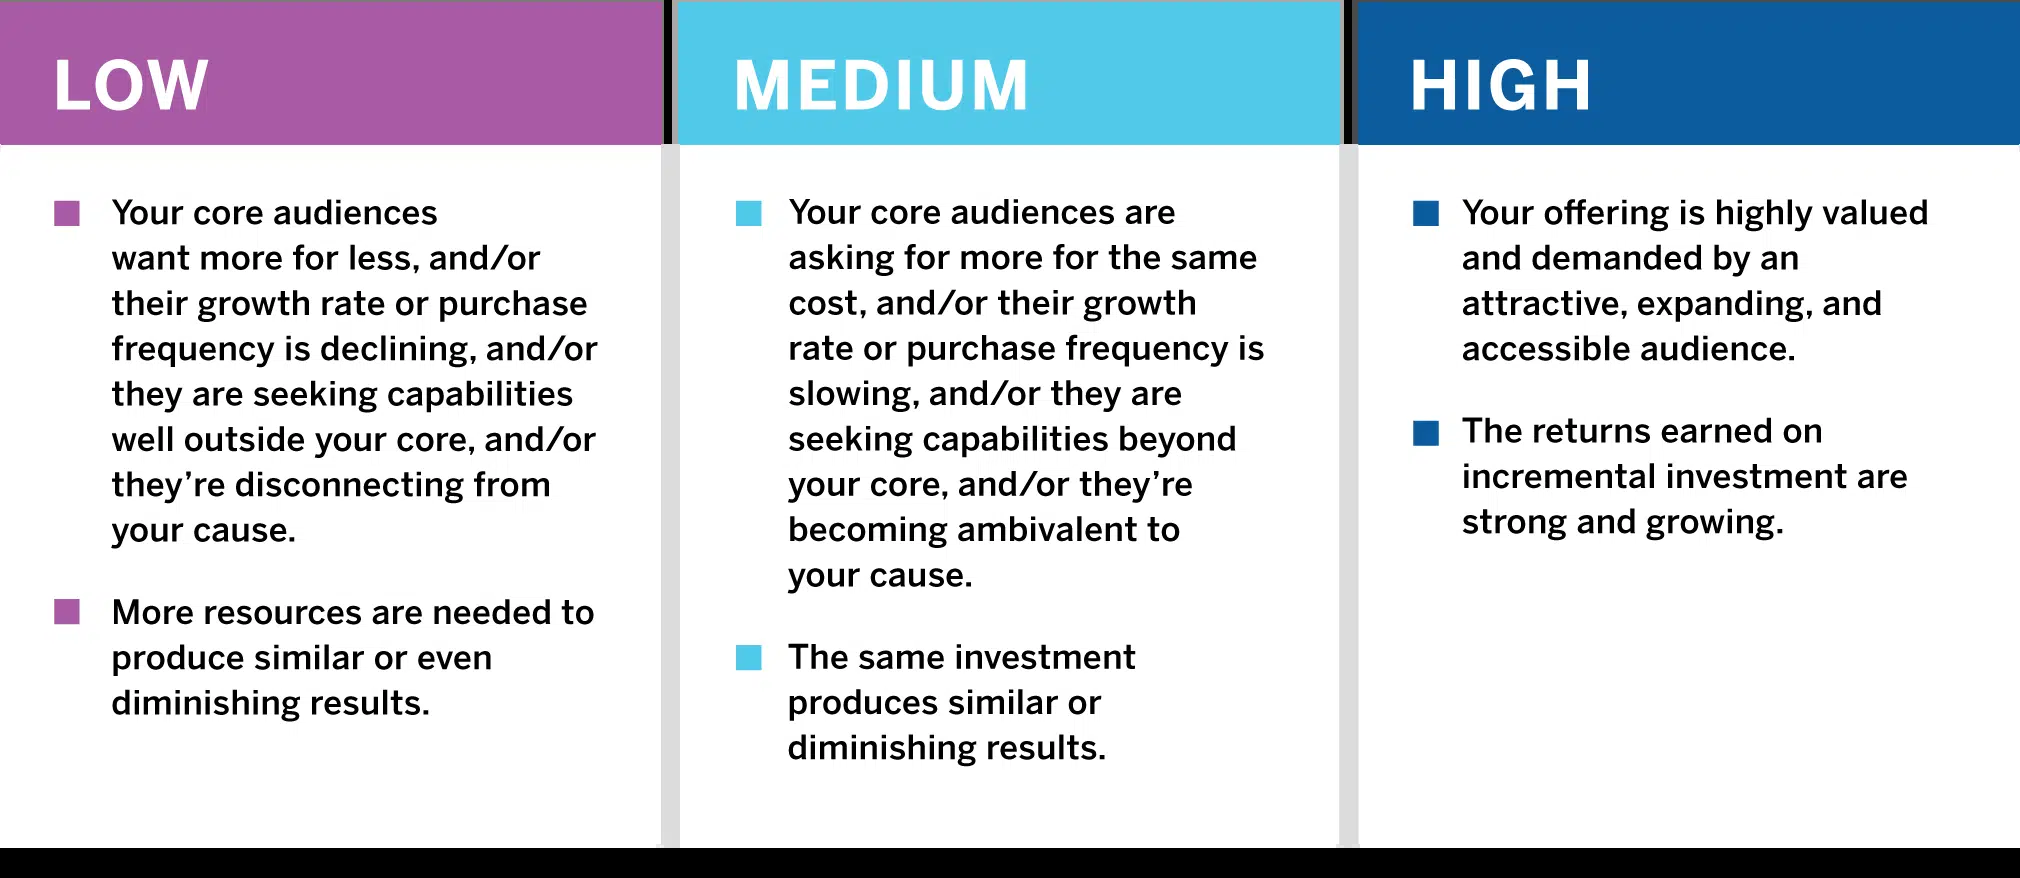 LOW
Your core audiences
want more for less, and/or
their growth rate or purchase
frequency is declining, and/or
they are seeking capabilities
well outside your core, and/or
they’re disconnecting from
your cause.
More resources are needed to
produce similar or even
diminishing results.
MEDIUM
Your core audiences are
asking for more for the same
cost, and/or their growth
rate or purchase frequency is
slowing, and/or they are
seeking capabilities beyond
your core, and/or they’re
becoming ambivalent to
your cause.
The same investment
produces similar or
diminishing results.
HIGH
Your offering is highly valued
and demanded by an
attractive, expanding, and
accessible audience.
The returns earned on
incremental investment are
strong and growing.